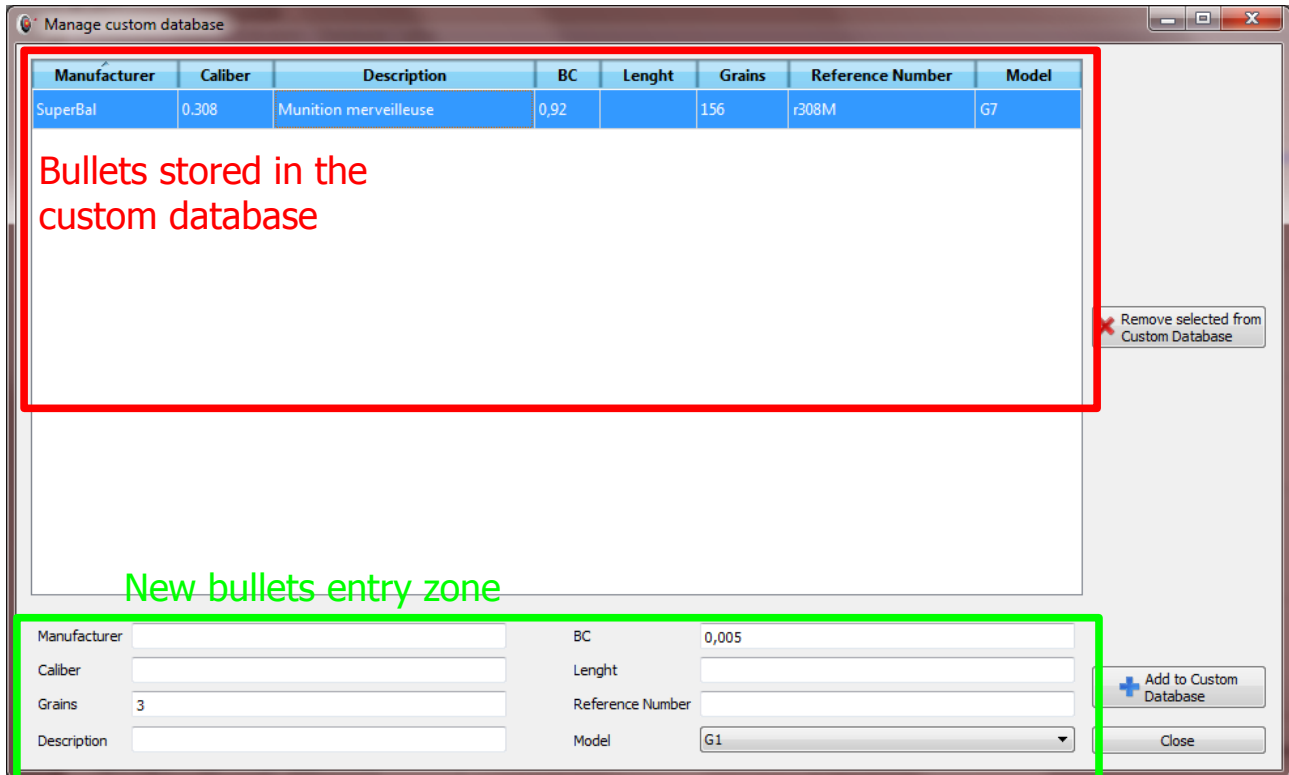 Manage custom database
Manufacturer Caliber Description BC Lenght Grains Reference Number Model
SuperBal 0.308 Munition merveilleuse 0,92 156 r308M G7
Bullets stored in the
custom database
Remove selected from
Custom Database
New bullets entry zone
Manufacturer BC 0,005
Caliber Lenght
Add to Custom
Database
Grains 3 Reference Number
Description Model G1 Close